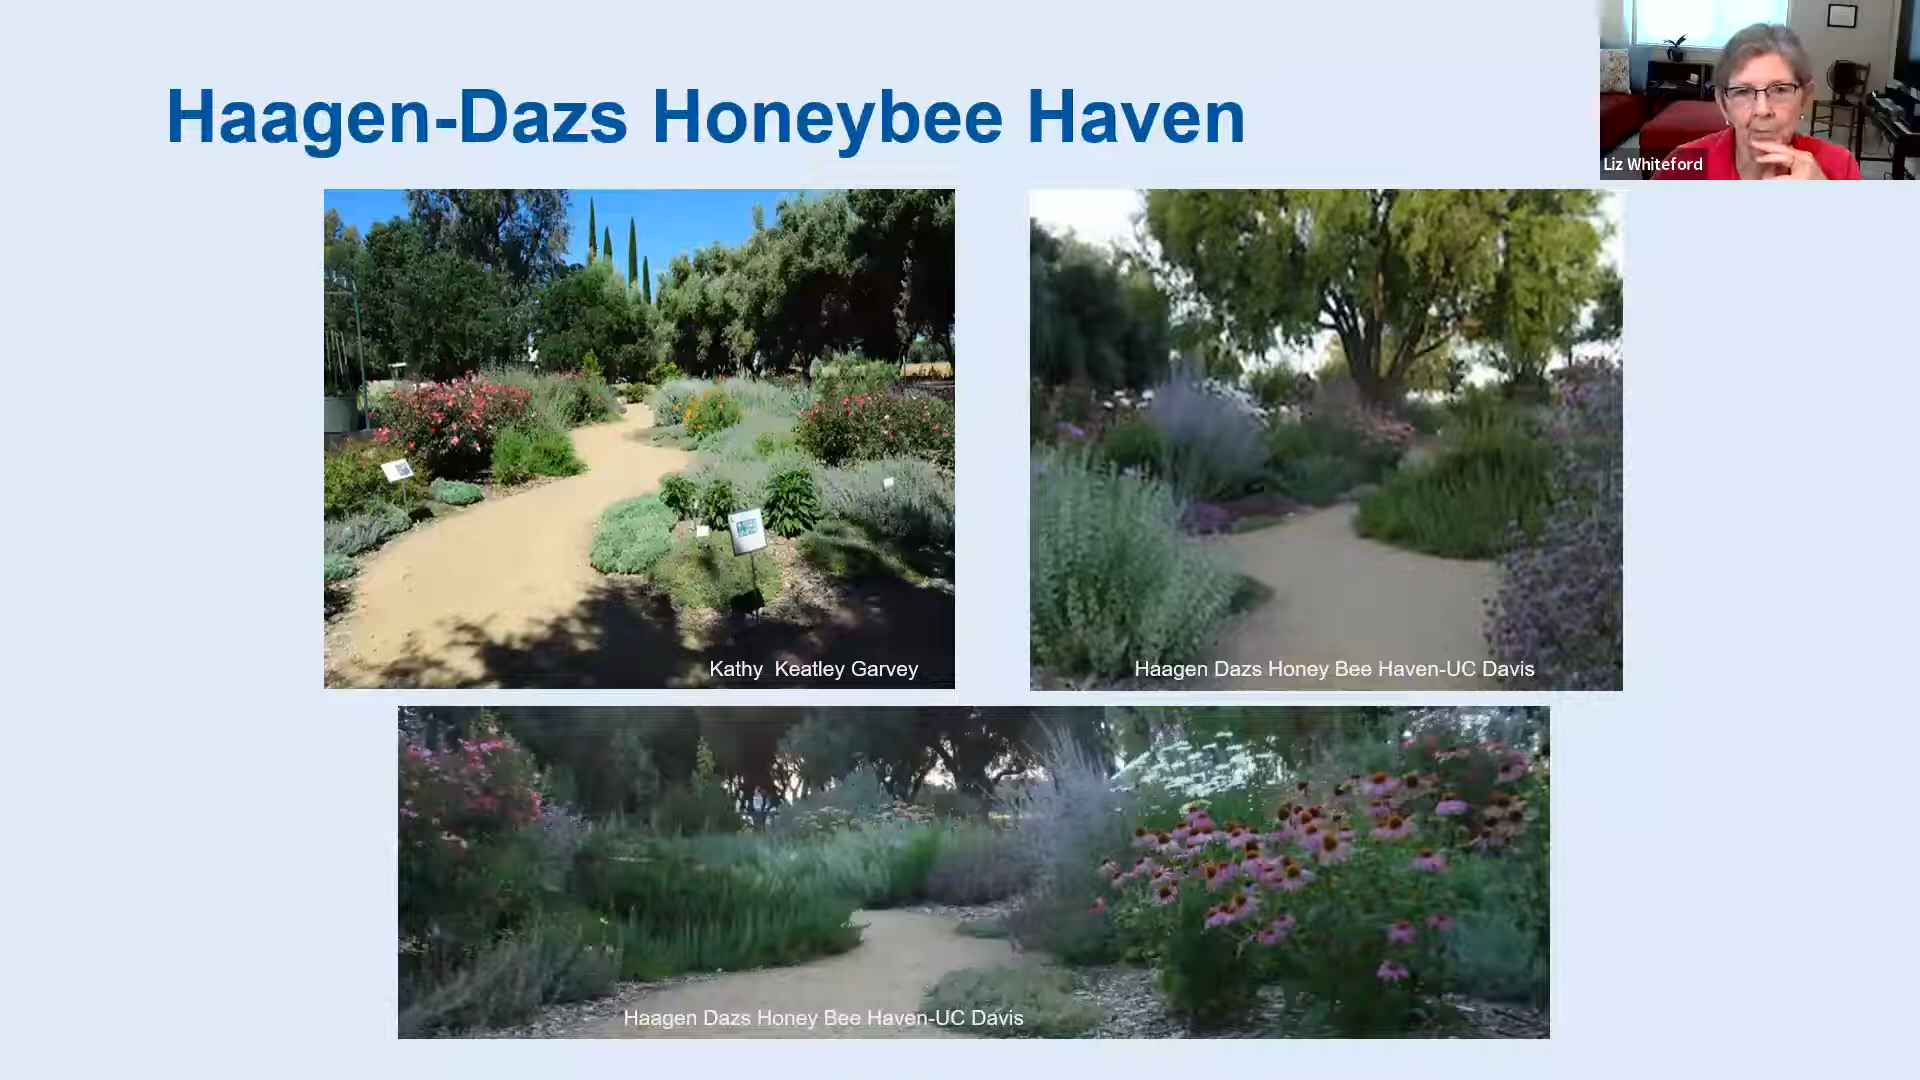 Haagen-Dazs Honeybee Haven
Liz Whiteford
Kathy Keatley Garvey
Haagen Dazs Honey Bee Haven-UC Davis
Haagen Dazs Honey Bee Haven-UC Davis